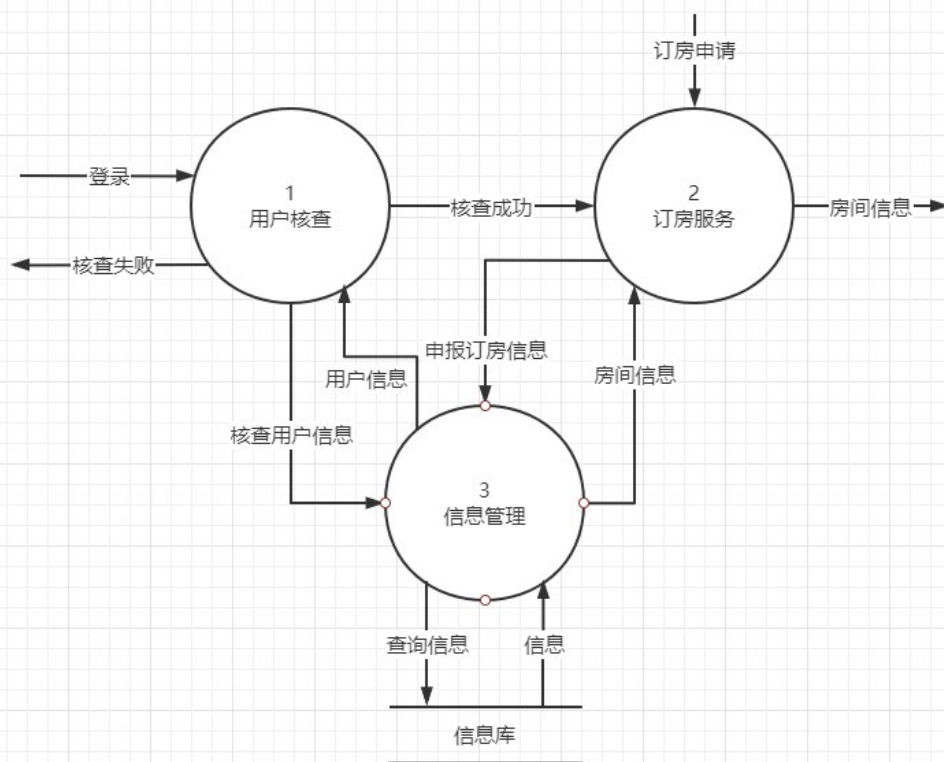 订房申请
登录
1
用户核查
核查成功
2
订房服务
房间信息
核查失败
申报订房信息
用户信息
房间信息
核查用户信息
3
信息管理
查询信息
信息
信息库